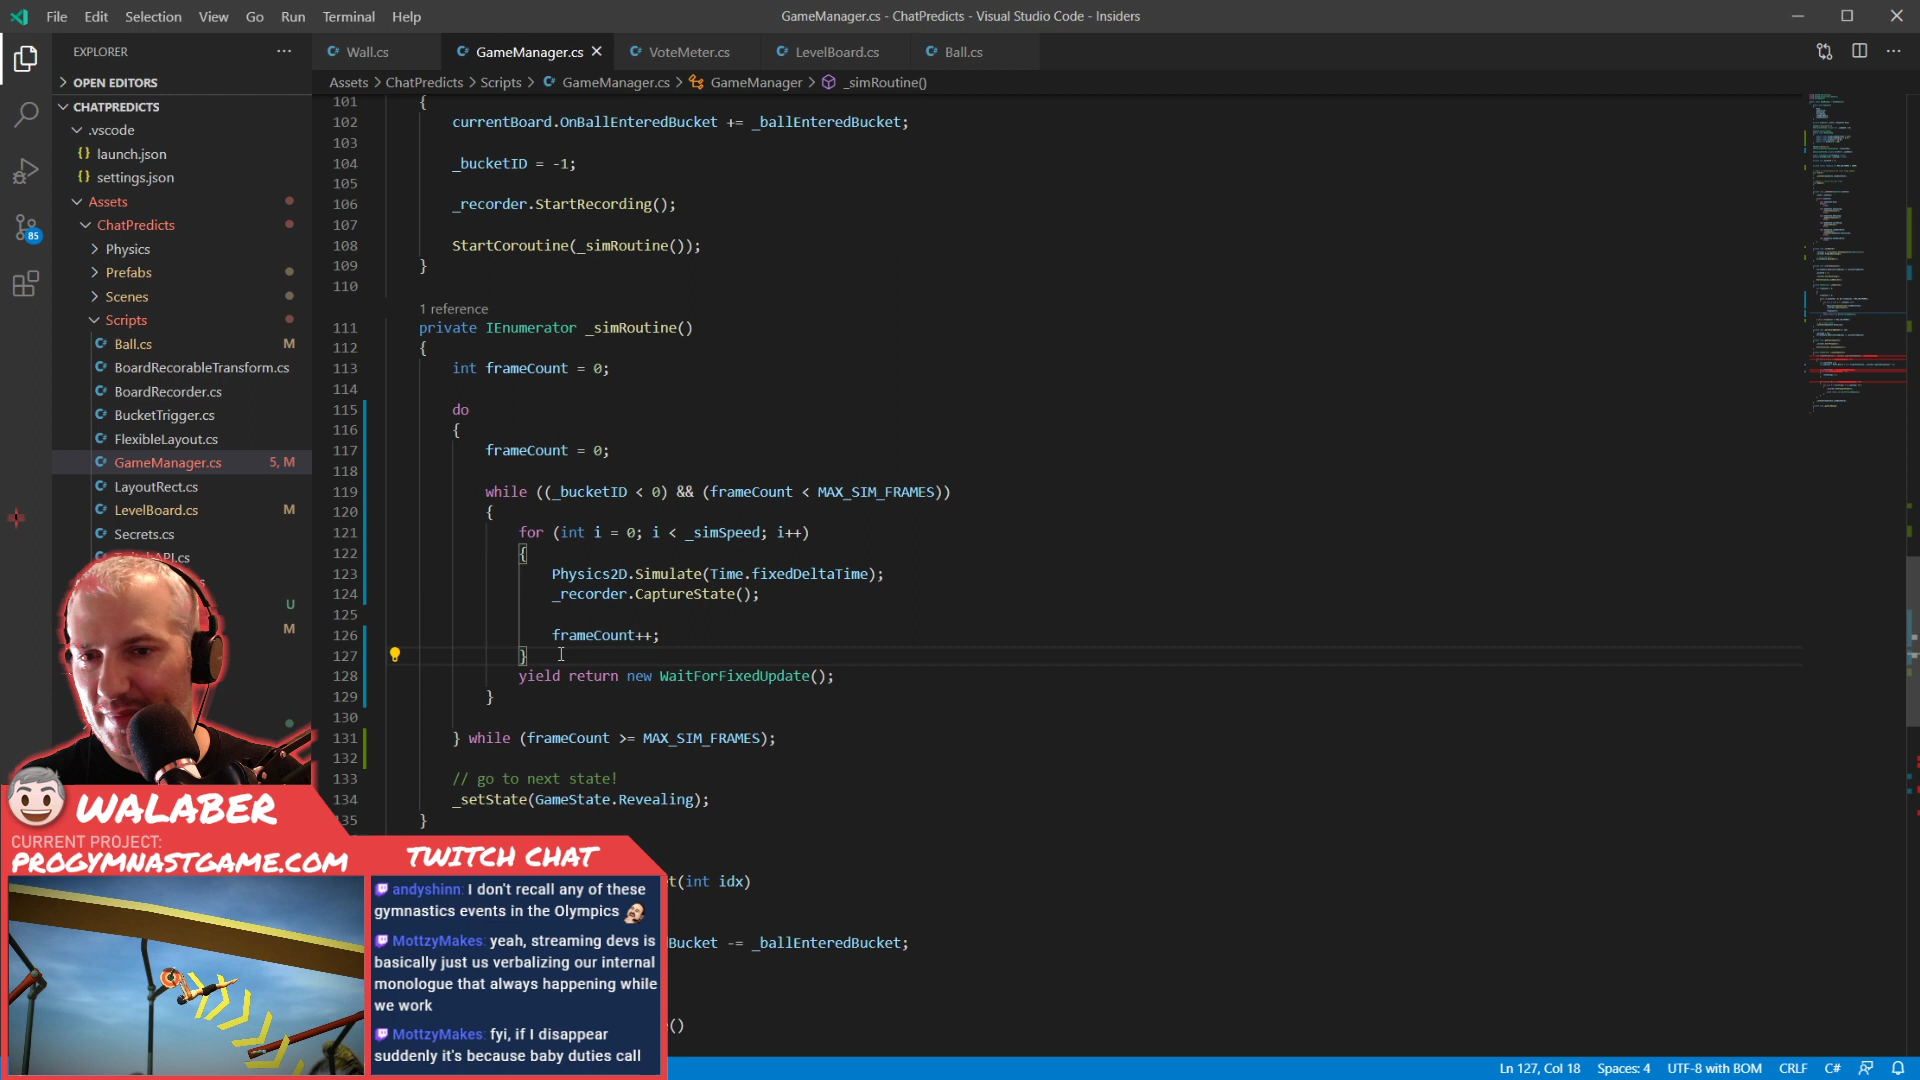 File Edit Selection View Go Run Terminal Help
GameManager.cs - ChatPredicts - Visual Studio Code - Insiders
EXPLORER
Wall.cs GameManager.cs VoteMeter.cs LevelBoard.cs Ball.cs
Assets > ChatPredicts > Scripts > GameManager.cs > GameManager > _simRoutine()
OPEN EDITORS
CHATPREDICTS
.vscode
launch.json
settings.json
Assets
ChatPredicts
Physics
Prefabs
Scenes
Scripts
Ball.cs M
BoardRecorableTransform.cs
BoardRecorder.cs
BucketTrigger.cs
FlexibleLayout.cs
GameManager.cs 5, M
LayoutRect.cs
LevelBoard.cs M
Secrets.cs
U
M
85
101 {
102 currentBoard.OnBallEnteredBucket += _ballEnteredBucket;
103
104 _bucketID = -1;
105
106 _recorder.StartRecording();
107
108 StartCoroutine(_simRoutine());
109 }
110
1 reference
111 private IEnumerator _simRoutine()
112 {
113 int frameCount = 0;
114
115 do
116 {
117 frameCount = 0;
118
119 while ((_bucketID < 0) && (frameCount < MAX_SIM_FRAMES))
120 {
121 for (int i = 0; i < _simSpeed; i++)
122 {
123 Physics2D.Simulate(Time.fixedDeltaTime);
124 _recorder.CaptureState();
125
126 frameCount++;
127 }
128 yield return new WaitForFixedUpdate();
129 }
130
131 } while (frameCount >= MAX_SIM_FRAMES);
132
133 // go to next state!
134 _setState(GameState.Revealing);
35 }
t(int idx)
Bucket -= _ballEnteredBucket;
()
WALABER
CURRENT PROJECT:
PROGYMNASTGAME.COM
TWITCH CHAT
andyshinn: I don't recall any of these
gymnastics events in the Olympics
MottzyMakes: yeah, streaming devs is
basically just us verbalizing our internal
monologue that always happening while
we work
MottzyMakes: fyi, if I disappear
suddenly it's because baby duties call
Ln 127, Col 18 Spaces: 4 UTF-8 with BOM CRLF C#